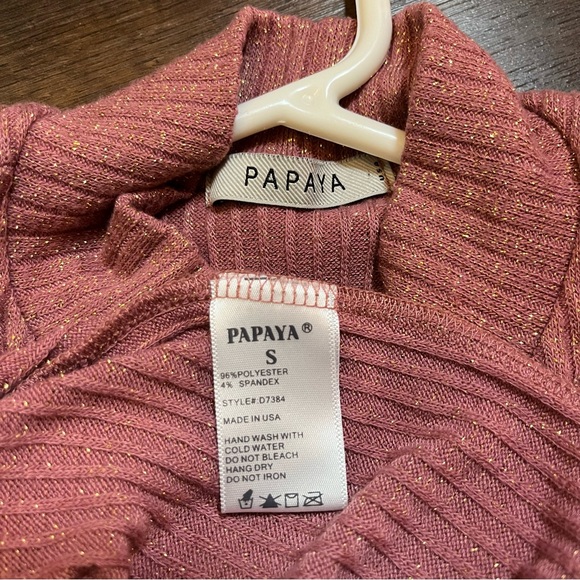 PAPAYA
PAPAYA®
S
96%POLYESTER
4% SPANDEX
STYLE#:D7384
MADE IN USA
HAND WASH WITH
COLD WATER
DO NOT BLEACH
HANG DRY
DO NOT IRON